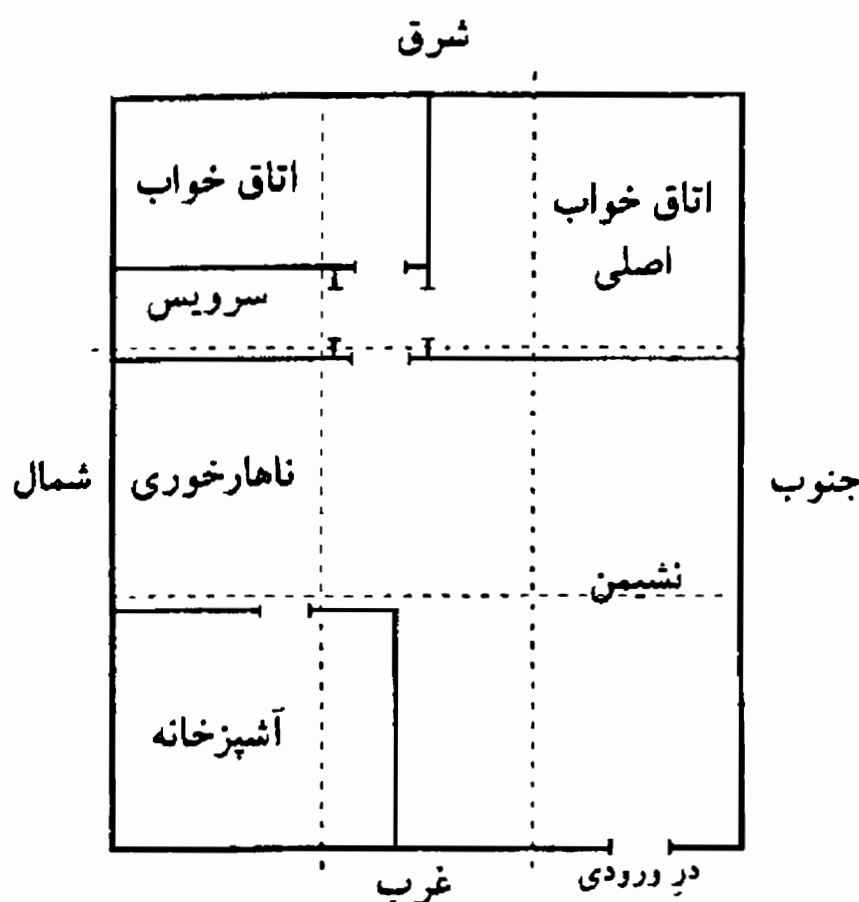 شرق
اتاق خواب
اتاق خواب
اصلی
سرویس
شمال
ناهارخوری
جنوب
نشیمن
آشپزخانه
غرب
در ورودی